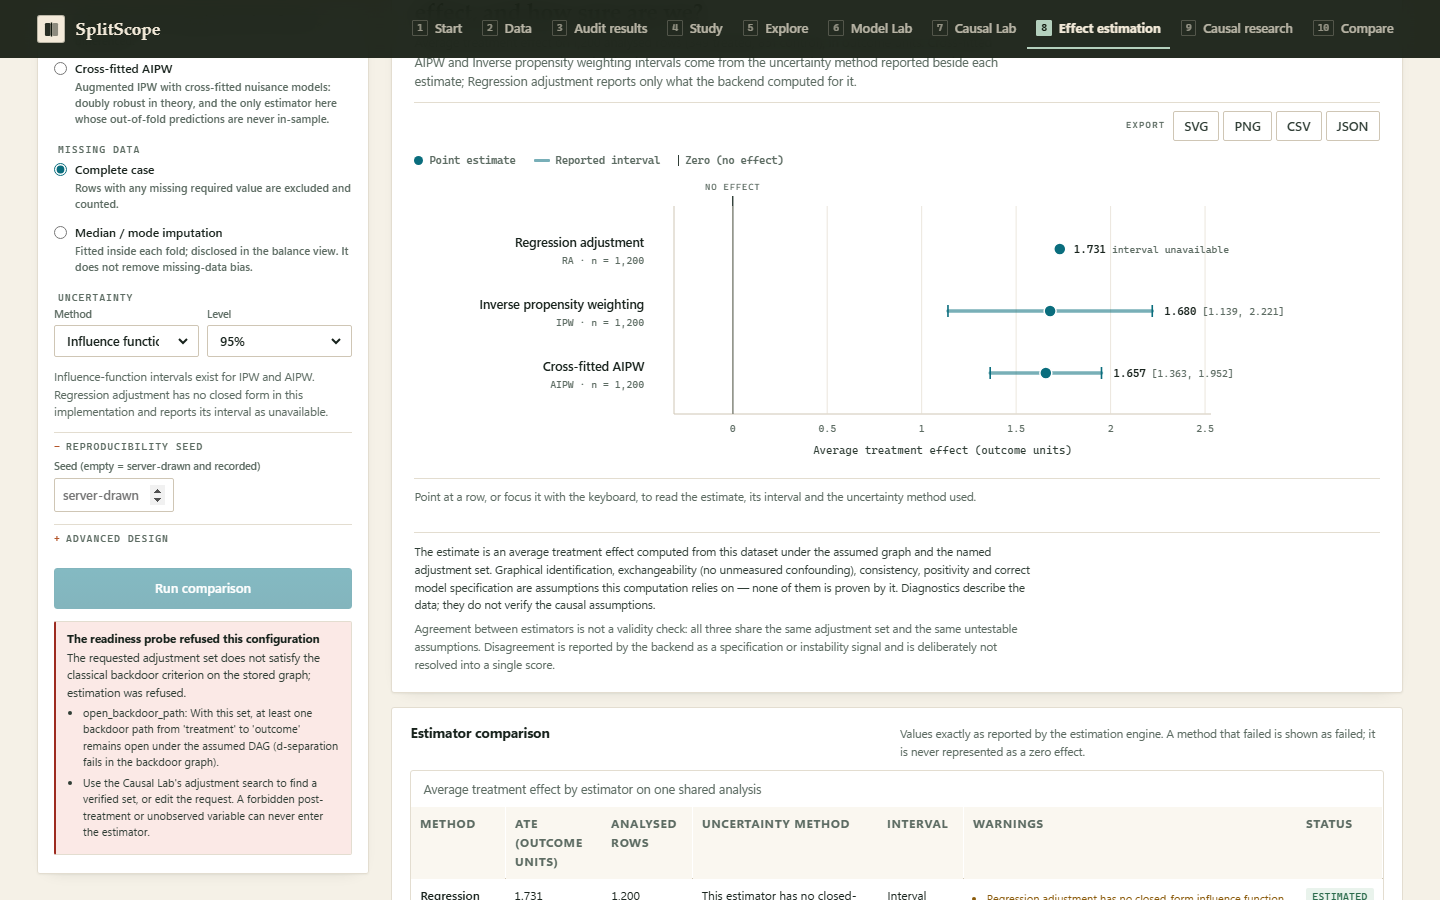 SplitScope
1 Start
2 Data
3 Audit results
4 Study
5 Explore
6 Model Lab
7 Causal Lab
8 Effect estimation
9 Causal research
10 Compare
Cross-fitted AIPW
Augmented IPW with cross-fitted nuisance models:
doubly robust in theory, and the only estimator here
whose out-of-fold predictions are never in-sample.
MISSING DATA
Complete case
Rows with any missing required value are excluded and
counted.
Median / mode imputation
Fitted inside each fold; disclosed in the balance view. It
does not remove missing-data bias.
UNCERTAINTY
Method
Level
Influence functic
95%
Influence-function intervals exist for IPW and AIPW.
Regression adjustment has no closed form in this
implementation and reports its interval as unavailable.
− REPRODUCIBILITY SEED
Seed (empty = server-drawn and recorded)
server-drawn
+ ADVANCED DESIGN
Run comparison
The readiness probe refused this configuration
The requested adjustment set does not satisfy the
classical backdoor criterion on the stored graph;
estimation was refused.
• open_backdoor_path: With this set, at least one
backdoor path from 'treatment' to 'outcome'
remains open under the assumed DAG (d-separation
fails in the backdoor graph).
• Use the Causal Lab's adjustment search to find a
verified set, or edit the request. A forbidden post-
treatment or unobserved variable can never enter
the estimator.
AIPW and Inverse propensity weighting intervals come from the uncertainty method reported beside each
estimate; Regression adjustment reports only what the backend computed for it.
EXPORT
SVG
PNG
CSV
JSON
Point estimate
Reported interval
Zero (no effect)
NO EFFECT
Regression adjustment
RA · n = 1,200
1.731 interval unavailable
Inverse propensity weighting
IPW · n = 1,200
1.680 [1.139, 2.221]
Cross-fitted AIPW
AIPW · n = 1,200
1.657 [1.363, 1.952]
0
0.5
1
1.5
2
2.5
Average treatment effect (outcome units)
Point at a row, or focus it with the keyboard, to read the estimate, its interval and the uncertainty method used.
The estimate is an average treatment effect computed from this dataset under the assumed graph and the named
adjustment set. Graphical identification, exchangeability (no unmeasured confounding), consistency, positivity and correct
model specification are assumptions this computation relies on — none of them is proven by it. Diagnostics describe the
data; they do not verify the causal assumptions.
Agreement between estimators is not a validity check: all three share the same adjustment set and the same untestable
assumptions. Disagreement is reported by the backend as a specification or instability signal and is deliberately not
resolved into a single score.
Estimator comparison
Values exactly as reported by the estimation engine. A method that failed is shown as failed; it
is never represented as a zero effect.
Average treatment effect by estimator on one shared analysis
METHOD
ATE
(OUTCOME
UNITS)
ANALYSED
ROWS
UNCERTAINTY METHOD
INTERVAL
WARNINGS
STATUS
Regression
1.731
1,200
This estimator has no closed-
Interval
• Regression adjustment has no closed-form influence function
ESTIMATED